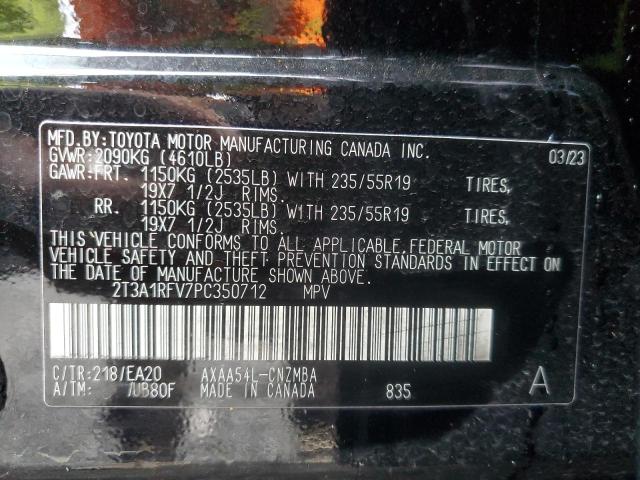 MFD.BY:TOYOTA MOTOR MANUFACTURING CANADA INC.
GVWR:2090KG (4610LB) 03/23
GAWR:FRT. 1150KG (2535LB) WITH 235/55R19 TIRES,
19X7 1/2J RIMS.
RR. 1150KG (2535LB) WITH 235/55R19 TIRES,
19X7 1/2J RIMS.
THIS VEHICLE CONFORMS TO ALL APPLICABLE FEDERAL MOTOR
VEHICLE SAFETY AND THEFT PREVENTION STANDARDS IN EFFECT ON
THE DATE OF MANUFACTURE SHOWN ABOVE.
2T3A1RFV7PC350712 MPV
C/TR:218/EA20 AXAA54L-CNZMBA
A/TM: /UB80F MADE IN CANADA 835 A